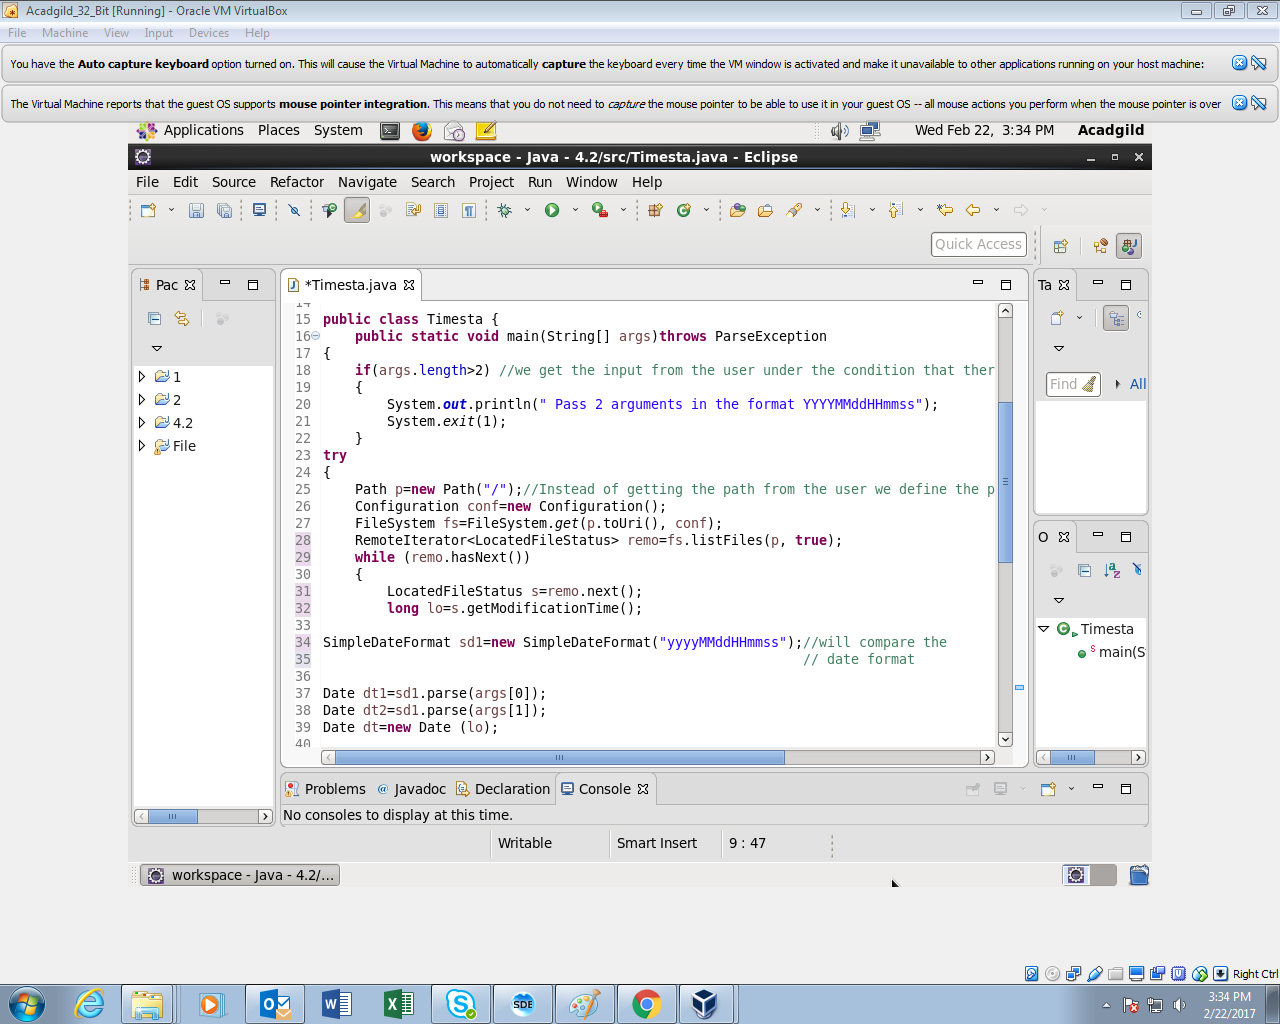 Acadgild_32_Bit [Running] - Oracle VM VirtualBox
File Machine View Input Devices Help
You have the Auto capture keyboard option turned on. This will cause the Virtual Machine to automatically capture the keyboard every time the VM window is activated and make it unavailable to other applications running on your host machine:
The Virtual Machine reports that the guest OS supports mouse pointer integration. This means that you do not need to capture the mouse pointer to be able to use it in your guest OS -- all mouse actions you perform when the mouse pointer is over
Applications Places System Wed Feb 22, 3:34 PM Acadgild
workspace - Java - 4.2/src/Timesta.java - Eclipse
File Edit Source Refactor Navigate Search Project Run Window Help
Quick Access
Pac
*Timesta.java
Ta
1
2
4.2
File
14
15 public class Timesta {
16 public static void main(String[] args)throws ParseException
17 {
18 if(args.length>2) //we get the input from the user under the condition that ther
19 {
20 System.out.println(" Pass 2 arguments in the format YYYYMMddHHmmss");
21 System.exit(1);
22 }
23 try
24 {
25 Path p=new Path("/");//Instead of getting the path from the user we define the p
26 Configuration conf=new Configuration();
27 FileSystem fs=FileSystem.get(p.toUri(), conf);
28 RemoteIterator<LocatedFileStatus> remo=fs.listFiles(p, true);
29 while (remo.hasNext())
30 {
31 LocatedFileStatus s=remo.next();
32 long lo=s.getModificationTime();
33
34 SimpleDateFormat sd1=new SimpleDateFormat("yyyyMMddHHmmss");//will compare the
35 // date format
36
37 Date dt1=sd1.parse(args[0]);
38 Date dt2=sd1.parse(args[1]);
39 Date dt=new Date (lo);
40
Find
All
O
Timesta
main(S
Problems Javadoc Declaration Console
No consoles to display at this time.
Writable Smart Insert 9 : 47
workspace - Java - 4.2/...
Right Ctrl
SDE
3:34 PM
2/22/2017